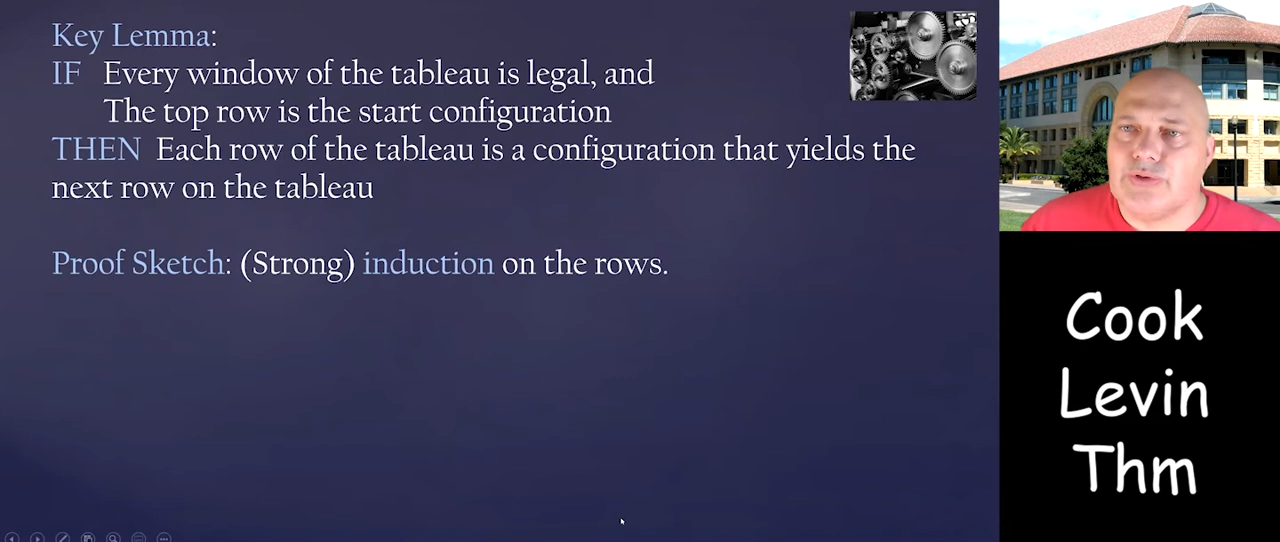 Key Lemma:
IF Every window of the tableau is legal, and
The top row is the start configuration
THEN Each row of the tableau is a configuration that yields the
next row on the tableau
Proof Sketch: (Strong) induction on the rows.
Cook
Levin
Thm